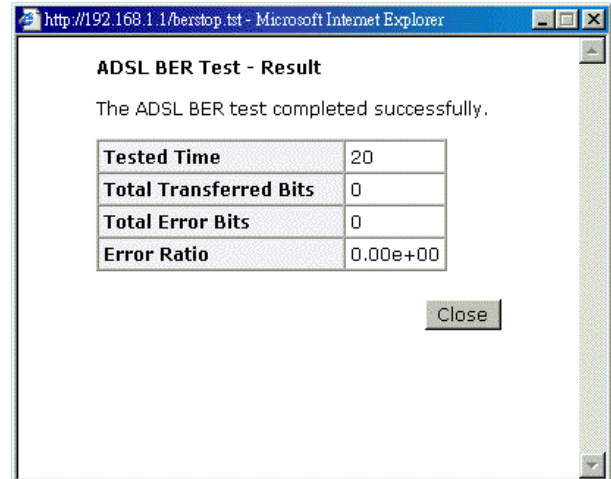 http://192.168.1.1/berstop.tst - Microsoft Internet Explorer
ADSL BER Test - Result
The ADSL BER test completed successfully.
Tested Time 20
Total Transferred Bits 0
Total Error Bits 0
Error Ratio 0.00e+00
Close